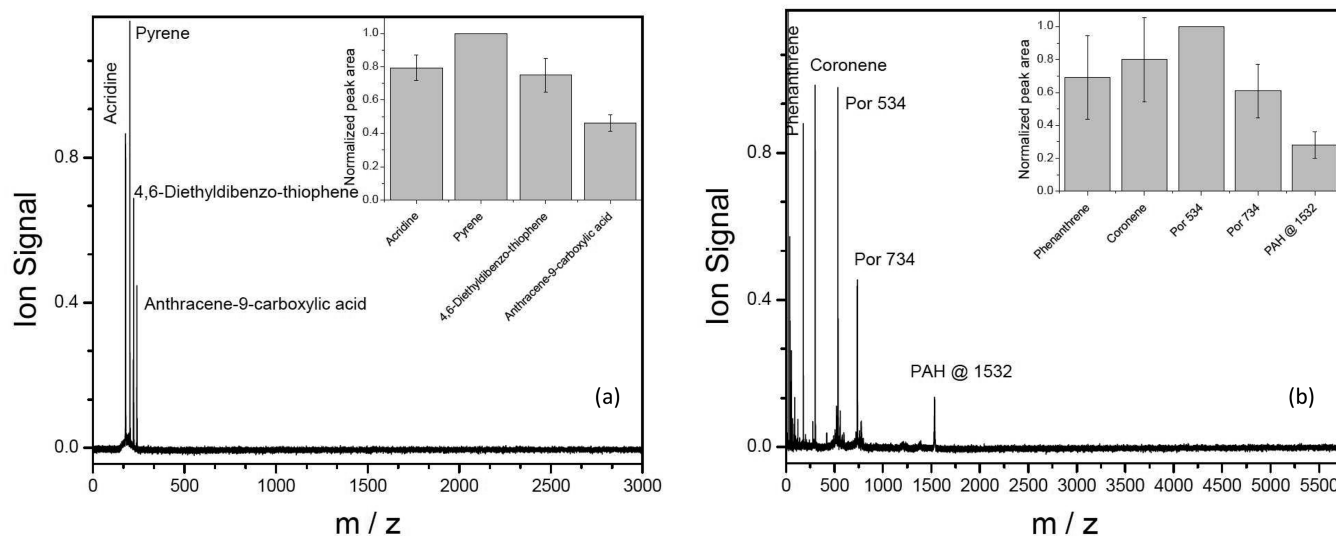 Pyrene
Acridine
4,6-Diethyldibenzo-thiophene
Anthracene-9-carboxylic acid
Ion Signal
0.8
0.4
0.0
0 500 1000 1500 2000 2500 3000
m / z
(a)
Normalized peak area
1.0
0.8
0.6
0.4
0.2
0.0
Acridine
Pyrene
4,6-Diethyldibenzo-thiophene
Anthracene-9-carboxylic acid
Phenanthrene
Coronene
Por 534
Por 734
PAH @ 1532
Ion Signal
0.8
0.4
0.0
0 500 1000 1500 2000 2500 3000 3500 4000 4500 5000 5500
m / z
(b)
Normalized peak area
1.0
0.8
0.6
0.4
0.2
0.0
Phenanthrene
Coronene
Por 534
Por 734
PAH @ 1532